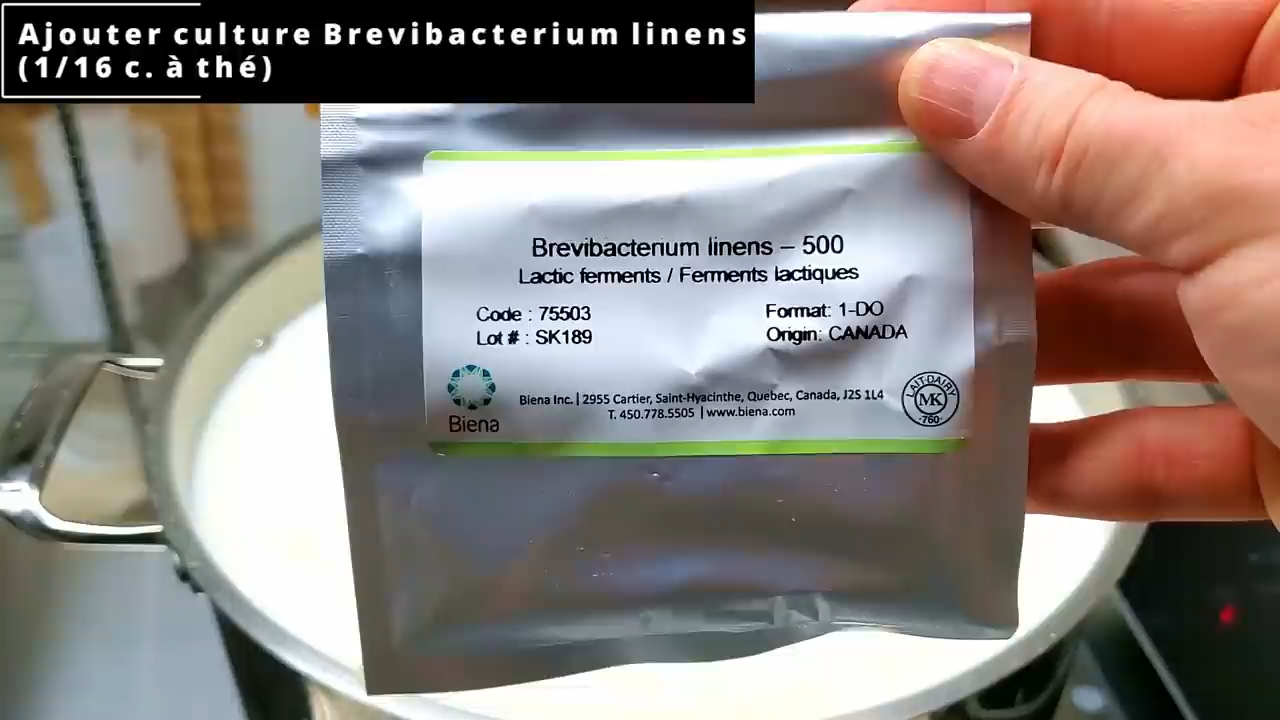 Ajouter culture Brevibacterium linens
(1/16 c. à thé)
Brevibacterium linens – 500
Lactic ferments / Ferments lactiques
Code : 75503
Format: 1-DO
Lot # : SK189
Origin: CANADA
Biena Inc. | 2955 Cartier, Saint-Hyacinthe, Quebec, Canada, J2S 1L4
T. 450.778.5505 | www.biena.com
Biena
LAIT-DAIRY
MK
·760·